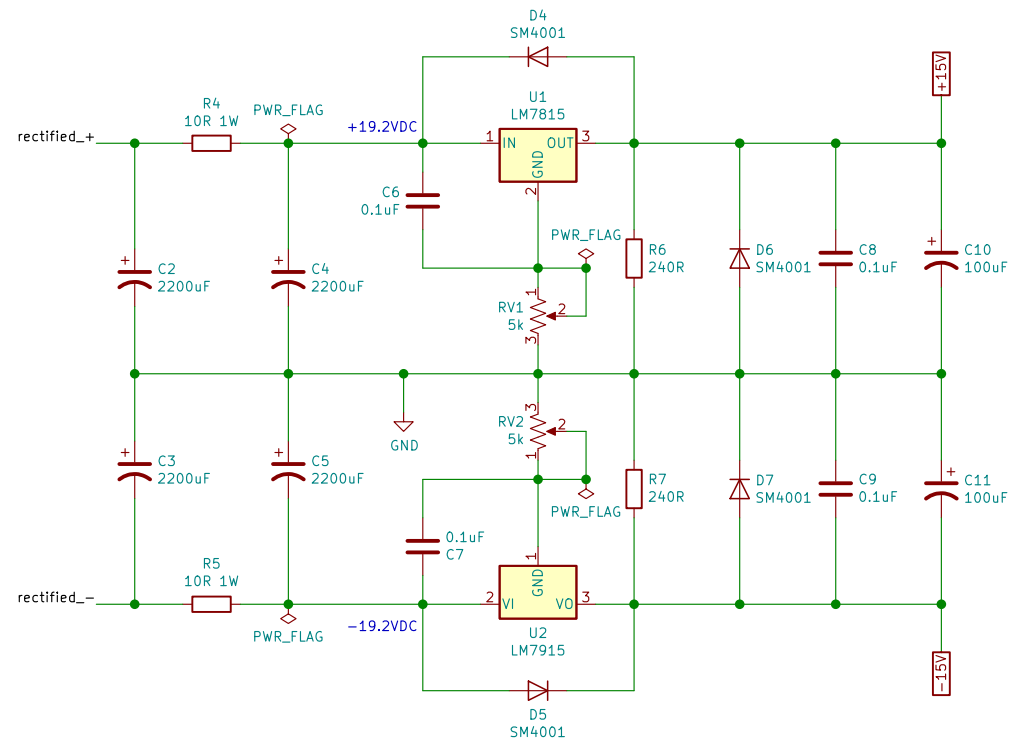 D4
SM4001
+15V
R4
10R 1W
PWR_FLAG
U1
LM7815
rectified_+
+19.2VDC
1
IN
OUT
3
GND
2
C6
0.1uF
PWR_FLAG
R6
240R
D6
SM4001
C8
0.1uF
+
C10
100uF
+
C2
2200uF
+
C4
2200uF
1
RV1
5k
2
3
GND
3
RV2
5k
2
1
+
C3
2200uF
+
C5
2200uF
R7
240R
D7
SM4001
C9
0.1uF
+
C11
100uF
PWR_FLAG
0.1uF
C7
1
GND
R5
10R 1W
rectified_-
2
VI
VO
3
PWR_FLAG
-19.2VDC
U2
LM7915
-15V
D5
SM4001